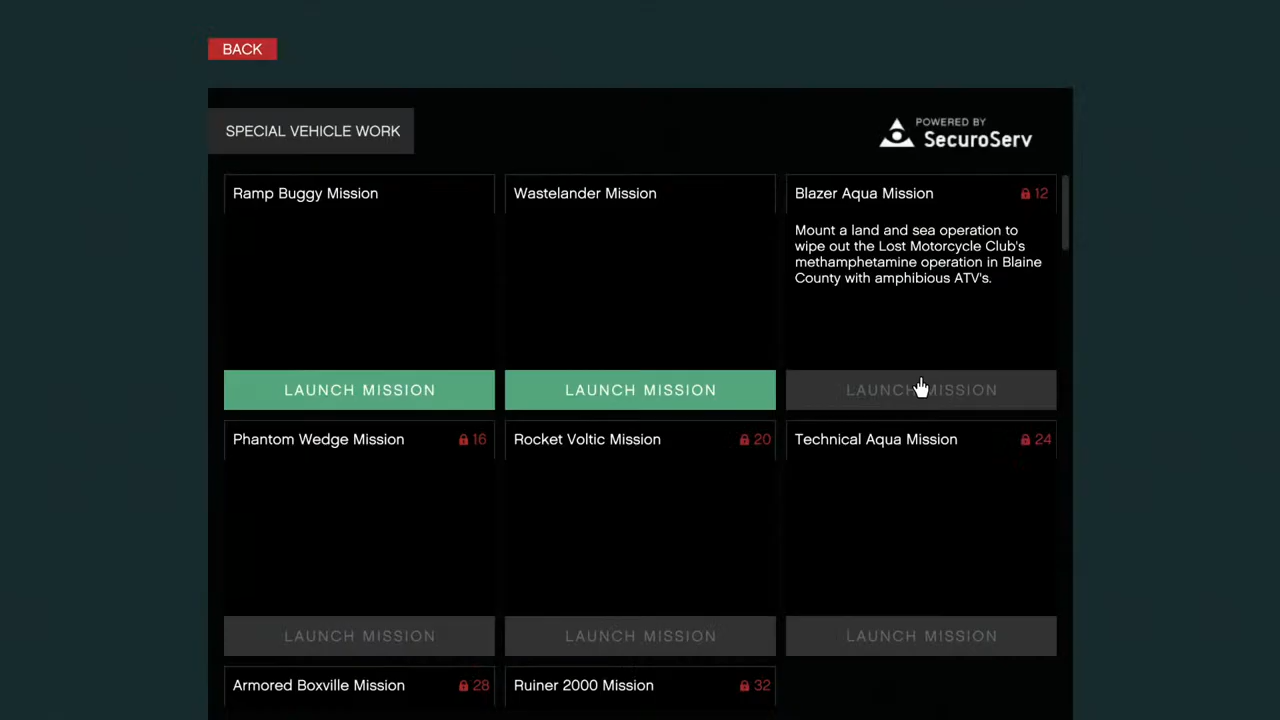 BACK
SPECIAL VEHICLE WORK
POWERED BY
SecuroServ
Ramp Buggy Mission
Wastelander Mission
Blazer Aqua Mission 12
Mount a land and sea operation to
wipe out the Lost Motorcycle Club's
methamphetamine operation in Blaine
County with amphibious ATV's.
LAUNCH MISSION
LAUNCH MISSION
LAUNCH MISSION
Phantom Wedge Mission 16
Rocket Voltic Mission 20
Technical Aqua Mission 24
LAUNCH MISSION
LAUNCH MISSION
LAUNCH MISSION
Armored Boxville Mission 28
Ruiner 2000 Mission 32